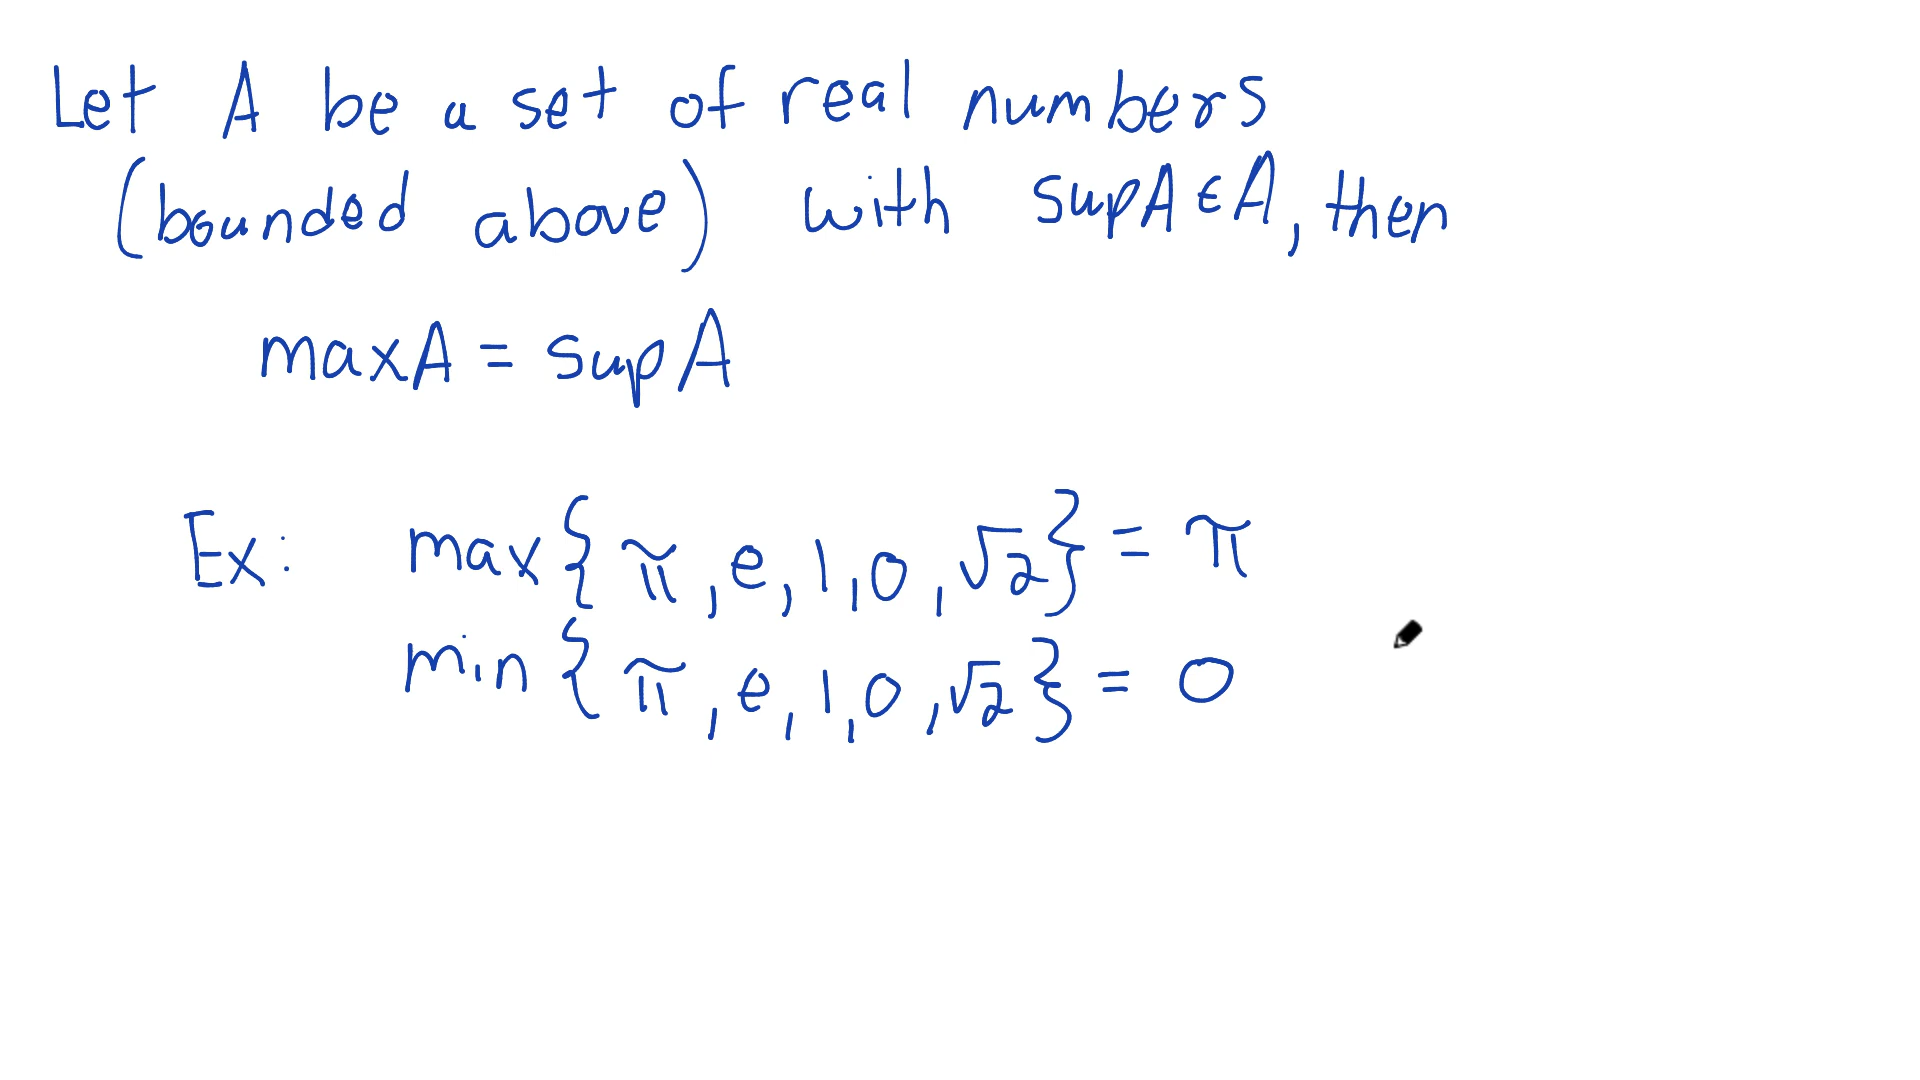 Let A be a set of real numbers
(bounded above) with supA∈A, then
maxA = supA
Ex: max{π, e, 1, 0, √2} = π
min{π, e, 1, 0, √2} = 0